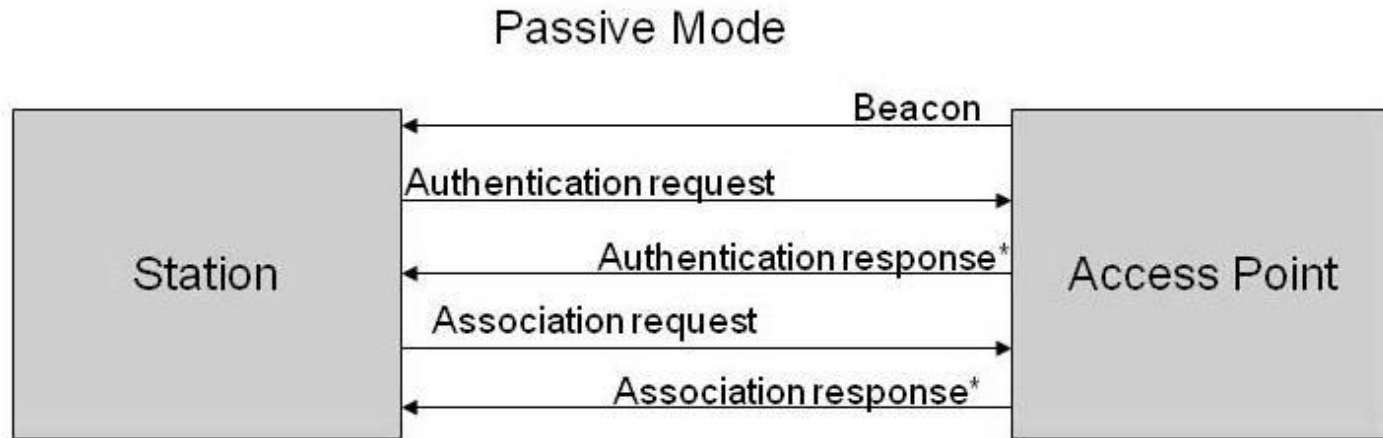 Passive Mode
Beacon
Authentication request
Authentication response*
Station
Access Point
Association request
Association response*